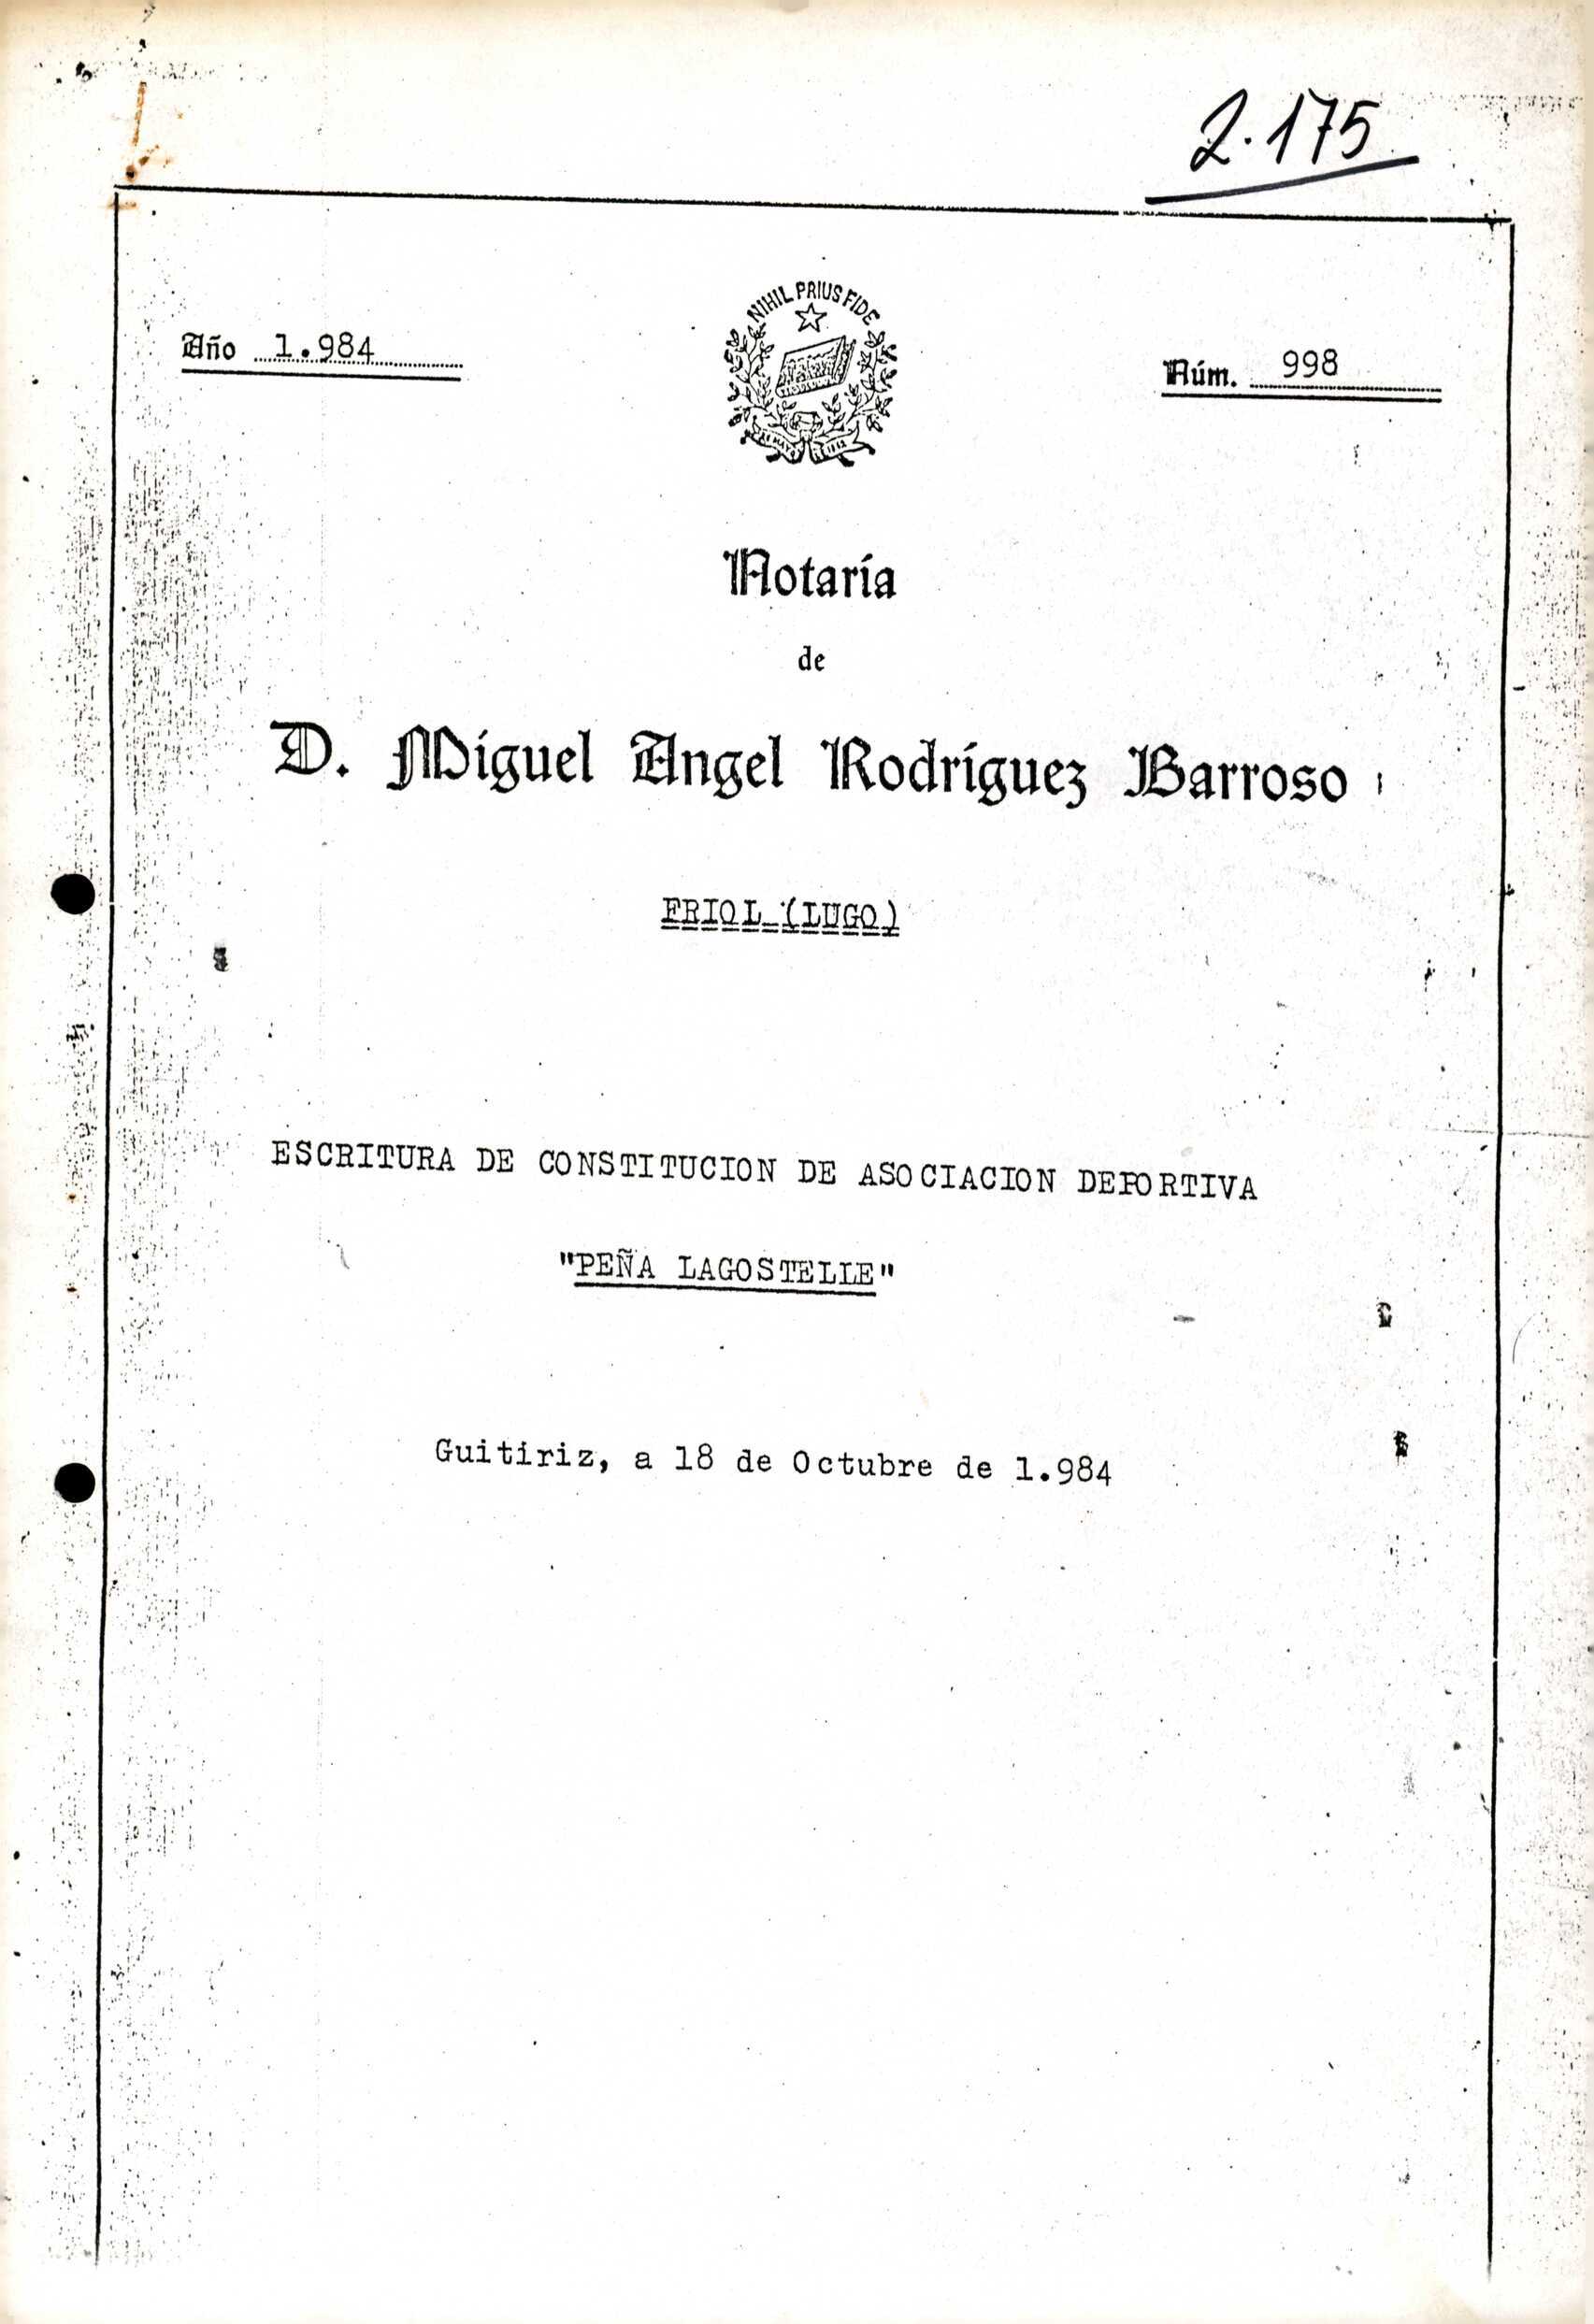 2.175
NIHIL PRIUS FIDE
Año 1.984
Núm. 998
Notaría
de
D. Miguel Angel Rodríguez Barroso
FRIOL (LUGO)
ESCRITURA DE CONSTITUCION DE ASOCIACION DEPORTIVA
"PEÑA LAGOSTELLE"
Guitiriz, a 18 de Octubre de 1.984